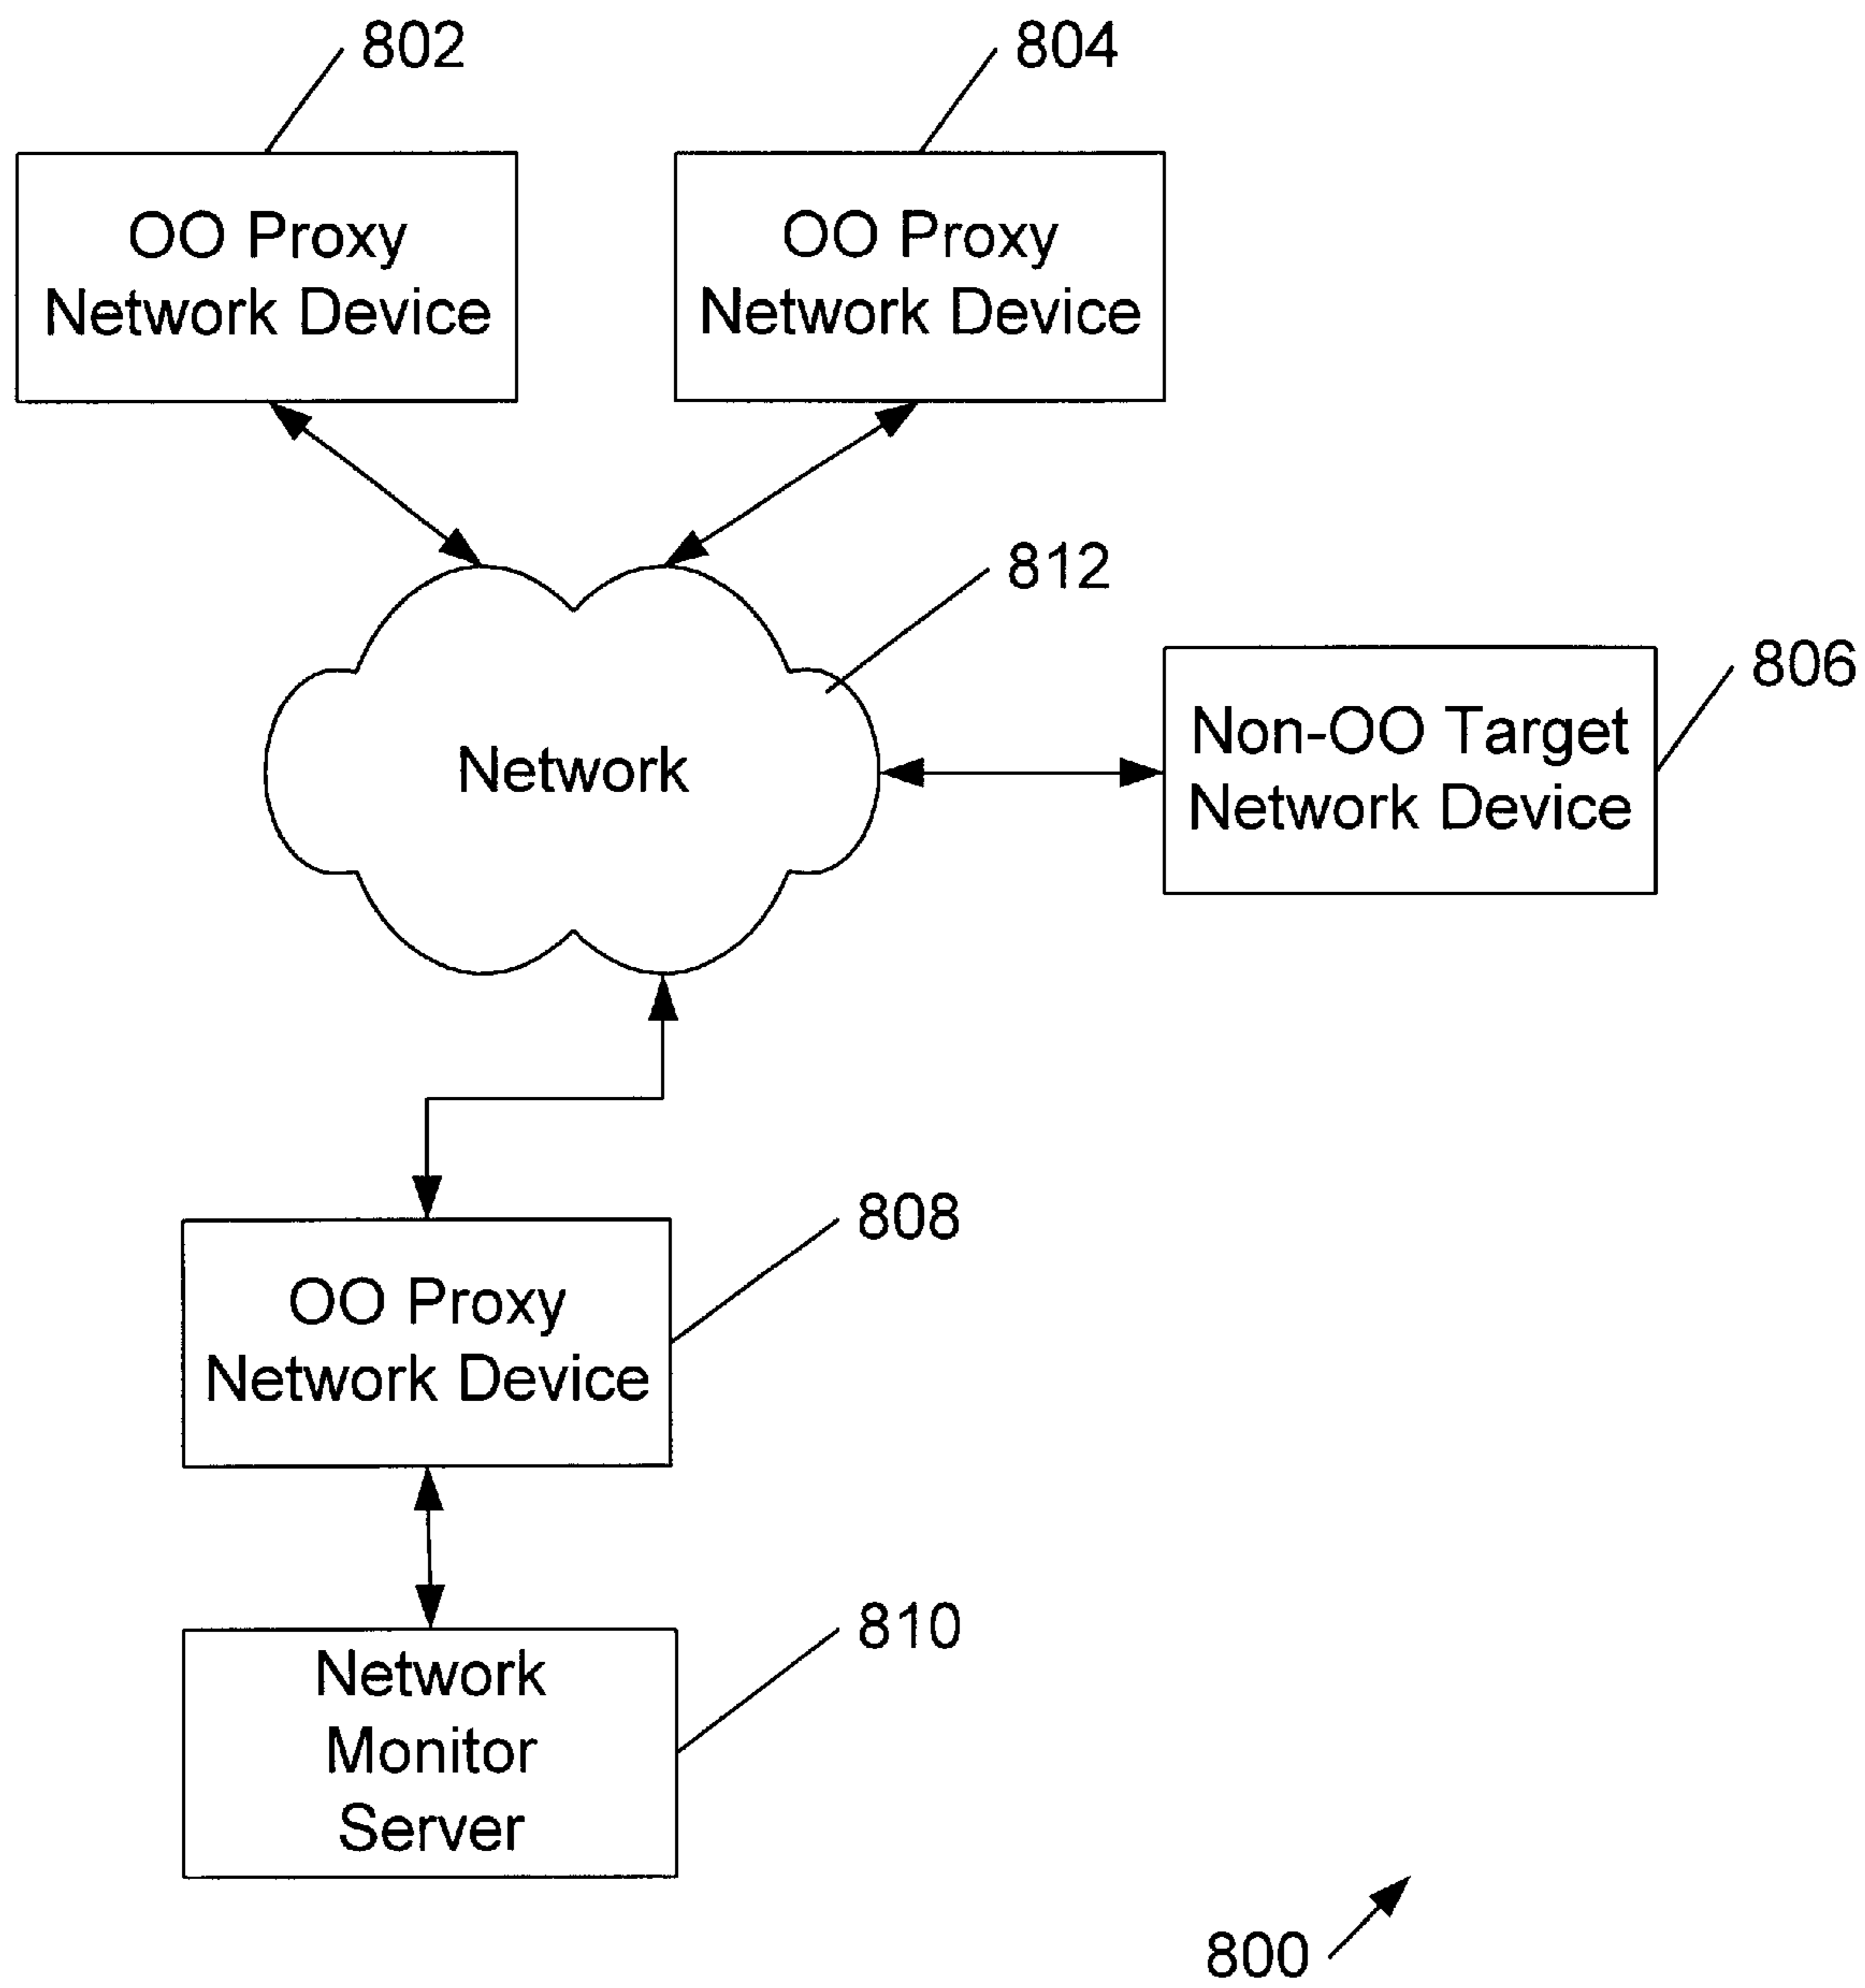 802
804
OO Proxy
Network Device
OO Proxy
Network Device
812
806
Non-OO Target
Network Device
Network
808
OO Proxy
Network Device
810
Network
Monitor
Server
800